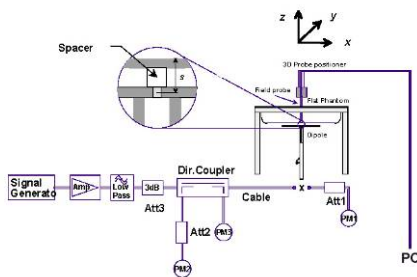 z
y
x
Spacer
s
3D Probe positioner
Field probe
Flat Phantom
Dipole
Dir.Coupler
Signal
Generato
Amp
Low
Pass
3dB
Att3
Cable
x
Att1
PM1
Att2
PM3
PM2
PC